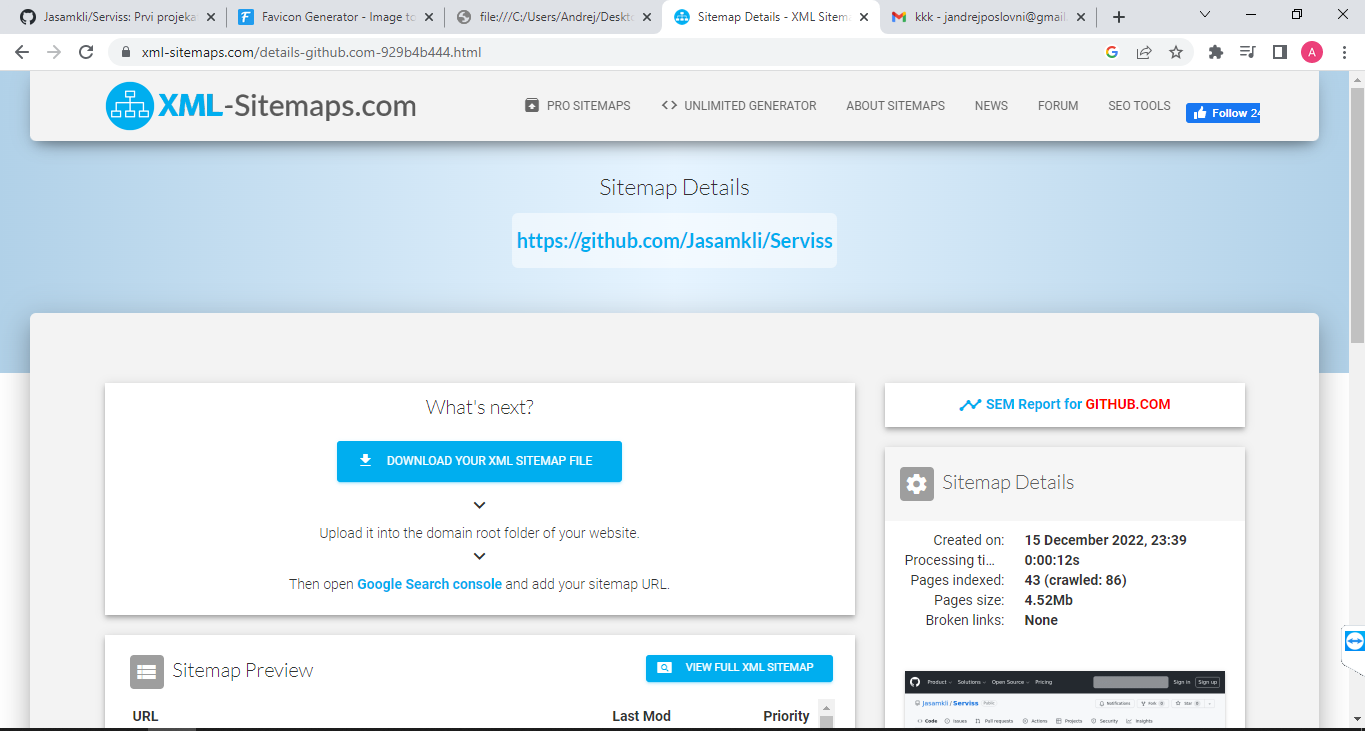 Jasamkli/Serviss: Prvi projekat
Favicon Generator - Image to
file:///C:/Users/Andrej/Deskto
Sitemap Details - XML Sitem
kkk - jandrejposlovni@gmail.
xml-sitemaps.com/details-github.com-929b4b444.html
A
XML-Sitemaps.com
PRO SITEMAPS
UNLIMITED GENERATOR
ABOUT SITEMAPS
NEWS
FORUM
SEO TOOLS
Follow 24
Sitemap Details
https://github.com/Jasamkli/Serviss
What's next?
DOWNLOAD YOUR XML SITEMAP FILE
Upload it into the domain root folder of your website.
Then open Google Search console and add your sitemap URL.
Sitemap Preview
VIEW FULL XML SITEMAP
URL Last Mod Priority
SEM Report for GITHUB.COM
Sitemap Details
Created on: 15 December 2022, 23:39
Processing ti... 0:00:12s
Pages indexed: 43 (crawled: 86)
Pages size: 4.52Mb
Broken links: None
Product Solutions Open Source Pricing Sign in Sign up
Jasamkli / Serviss Public Notifications Fork 0 Star 0
Code Issues Pull requests Actions Projects Security Insights